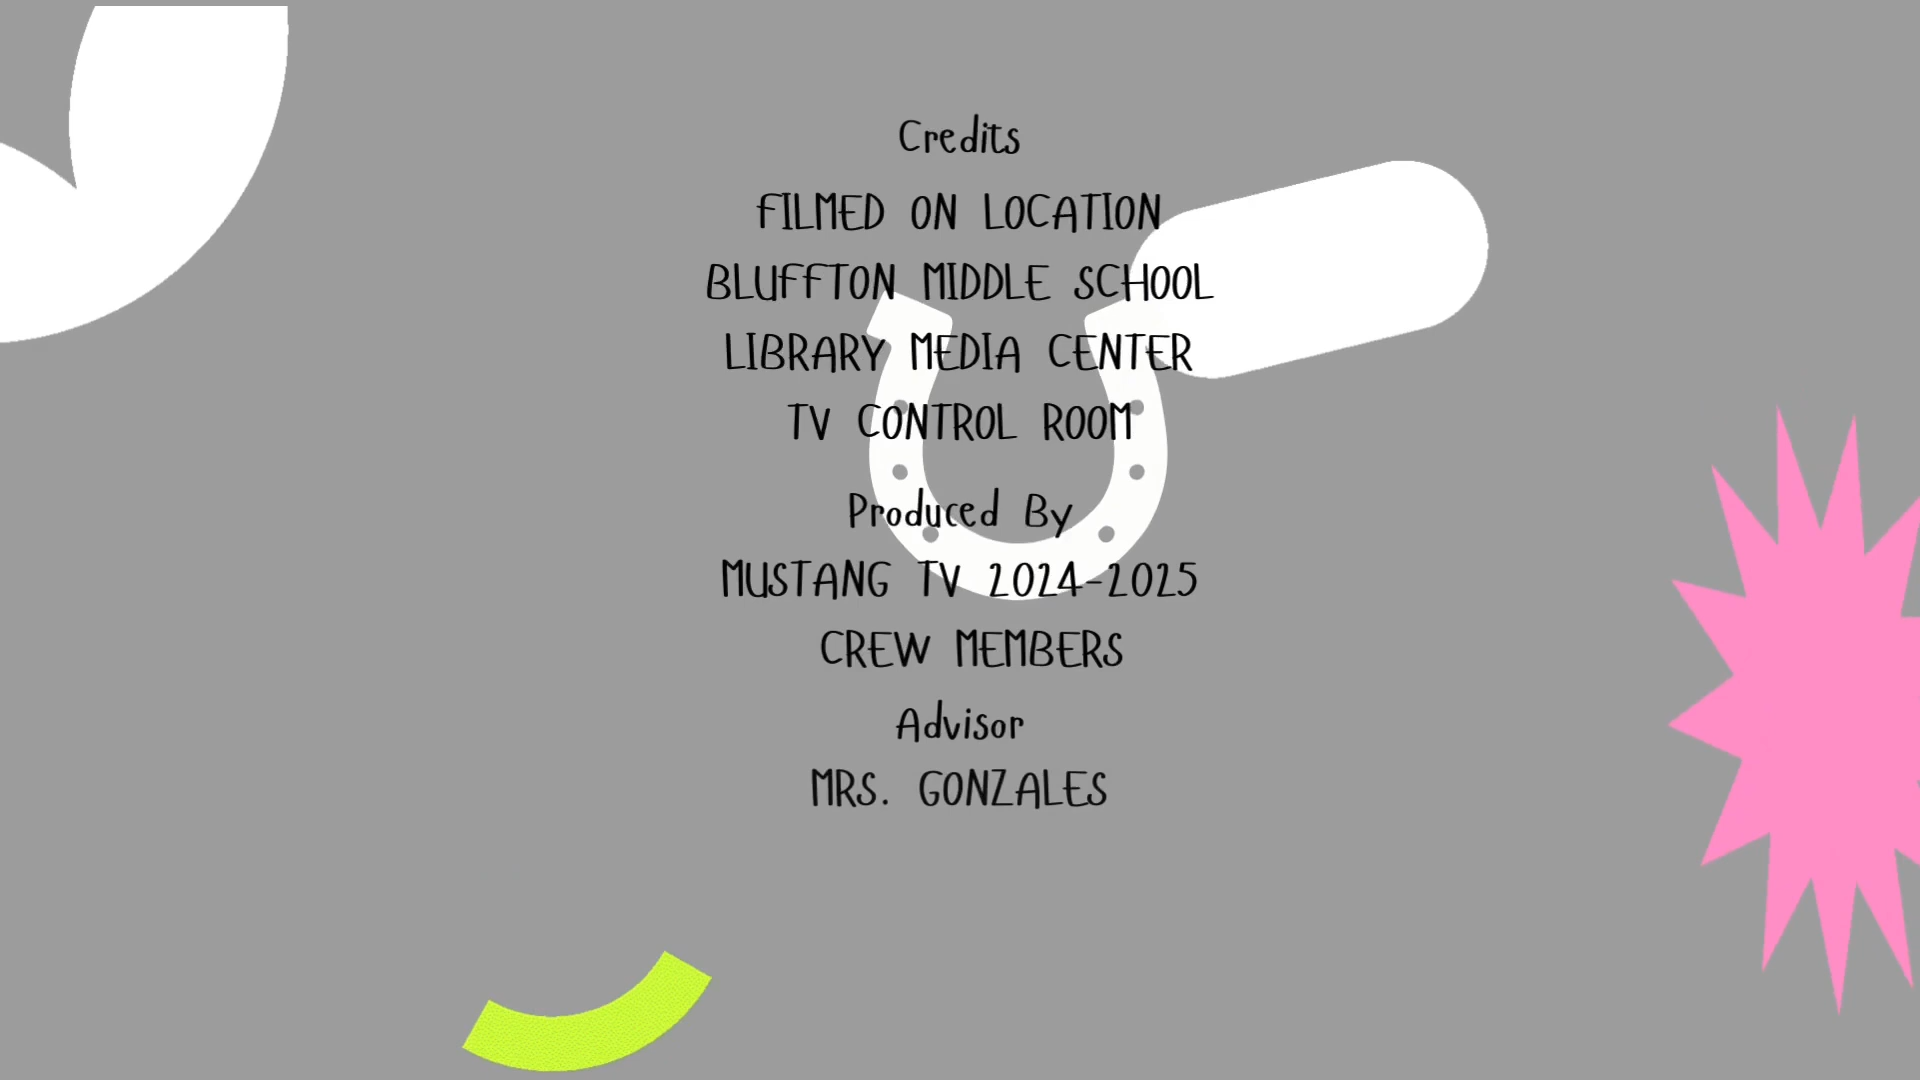 Credits
FILMED ON LOCATION
BLUFFTON MIDDLE SCHOOL
LIBRARY MEDIA CENTER
TV CONTROL ROOM
Produced By
MUSTANG TV 2024-2025
CREW MEMBERS
Advisor
MRS. GONZALES